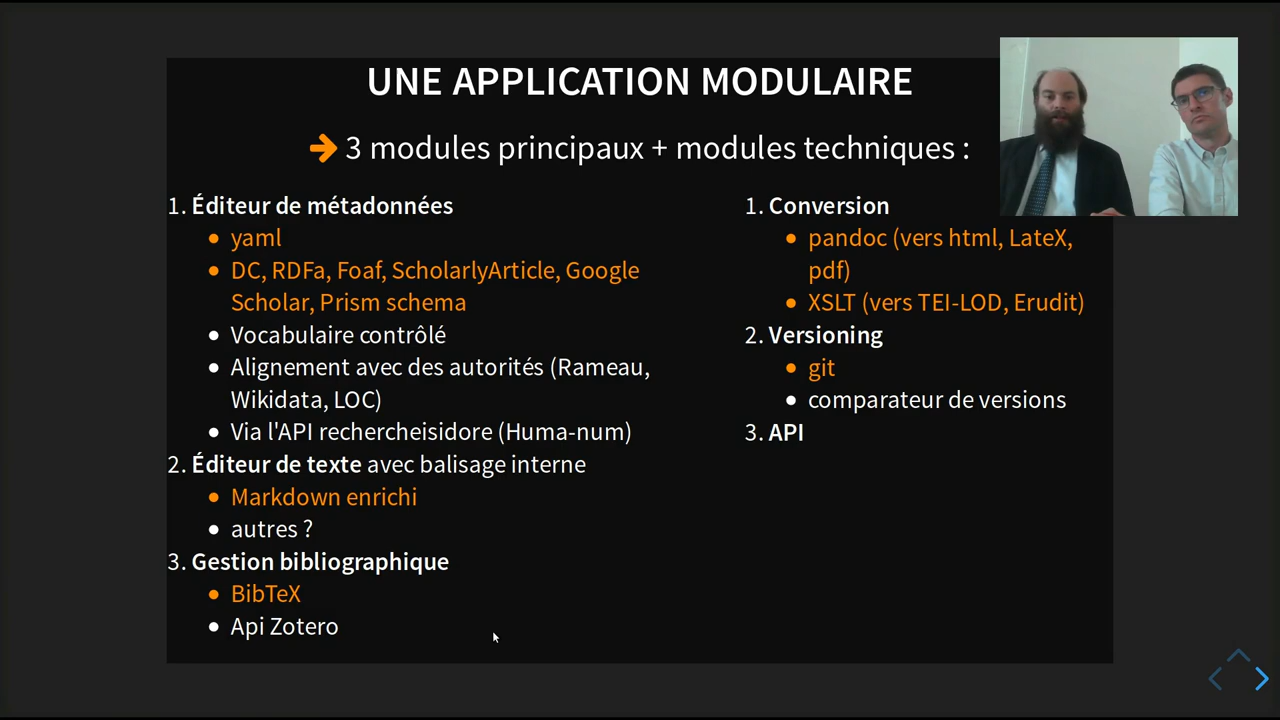 UNE APPLICATION MODULAIRE
3 modules principaux + modules techniques :
1. Éditeur de métadonnées
yaml
DC, RDFa, Foaf, ScholarlyArticle, Google
Scholar, Prism schema
Vocabulaire contrôlé
Alignement avec des autorités (Rameau,
Wikidata, LOC)
Via l'API rechercheisidore (Huma-num)
2. Éditeur de texte avec balisage interne
Markdown enrichi
autres ?
3. Gestion bibliographique
BibTeX
Api Zotero
1. Conversion
pandoc (vers html, LateX,
pdf)
XSLT (vers TEI-LOD, Erudit)
2. Versioning
git
comparateur de versions
3. API